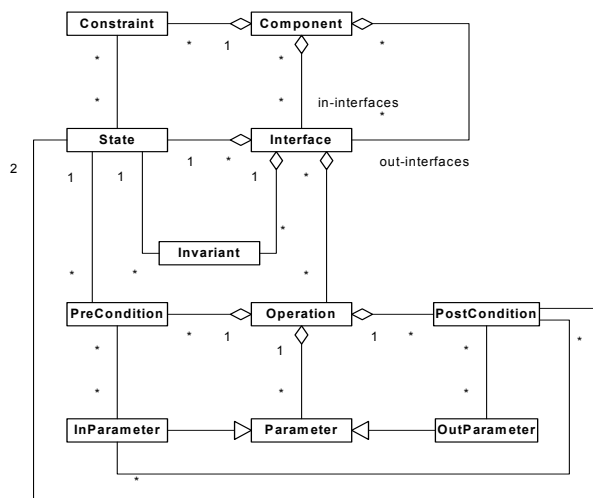 Constraint Component
* 1 *
* *
* * in-interfaces
*
State Interface
out-interfaces
2 1 *
1 1 1 *
Invariant *
* * *
PreCondition Operation PostCondition
* 1 1 * *
* 1 *
* * *
InParameter Parameter OutParameter
*